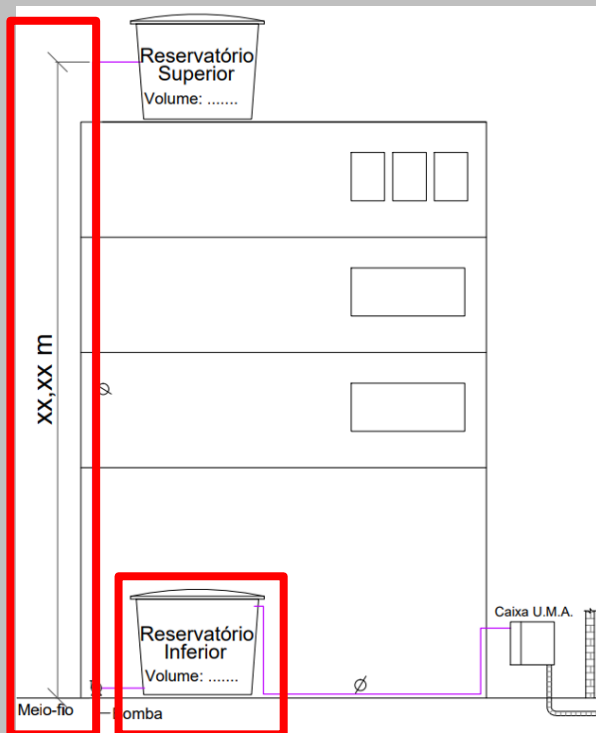 Reservatório
Superior
Volume: .......
xx,xx m
Ø
Caixa U.M.A.
Reservatório
Inferior
Volume: .......
Ø
Ø
Meio-fio
Bomba